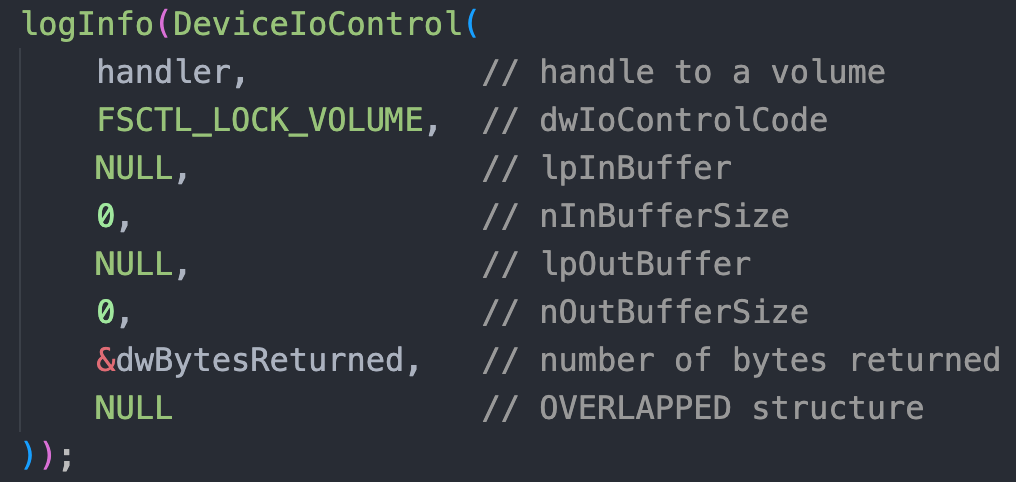 logInfo(DeviceIoControl(
    handler,            // handle to a volume
    FSCTL_LOCK_VOLUME,  // dwIoControlCode
    NULL,               // lpInBuffer
    0,                  // nInBufferSize
    NULL,               // lpOutBuffer
    0,                  // nOutBufferSize
    &dwBytesReturned,   // number of bytes returned
    NULL                // OVERLAPPED structure
));